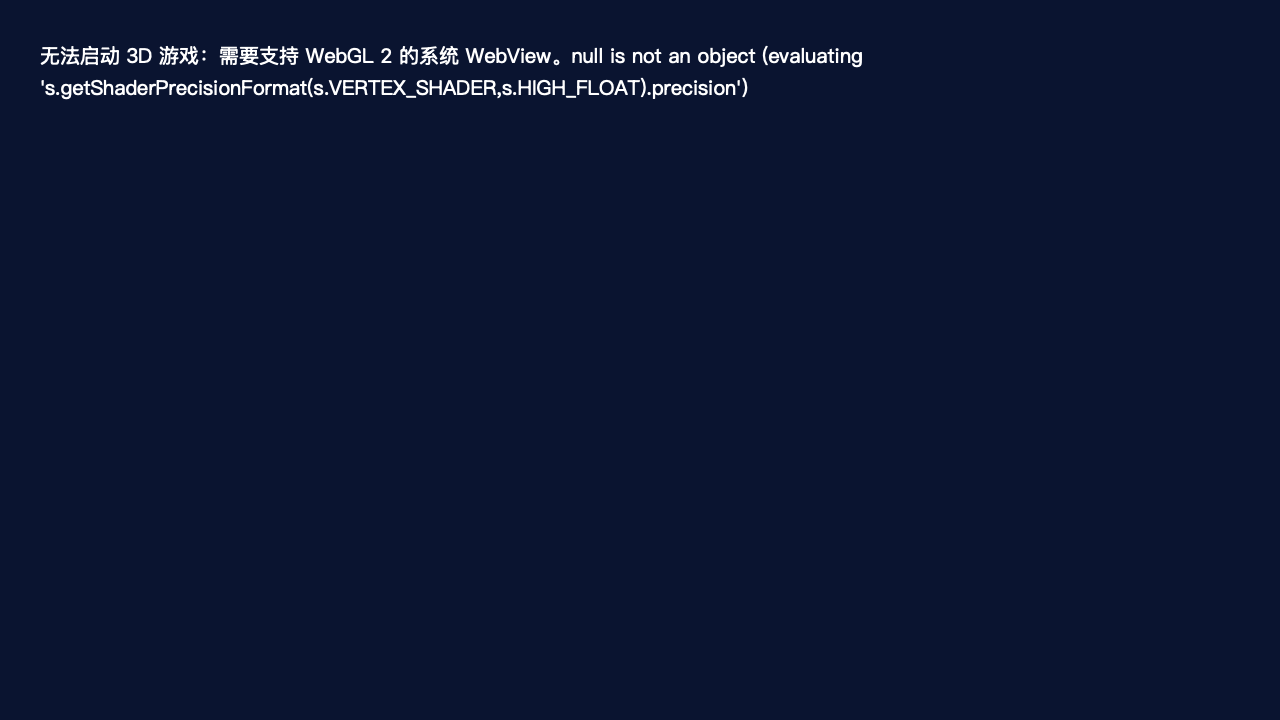 无法启动 3D 游戏：需要支持 WebGL 2 的系统 WebView。null is not an object (evaluating
's.getShaderPrecisionFormat(s.VERTEX_SHADER,s.HIGH_FLOAT).precision')